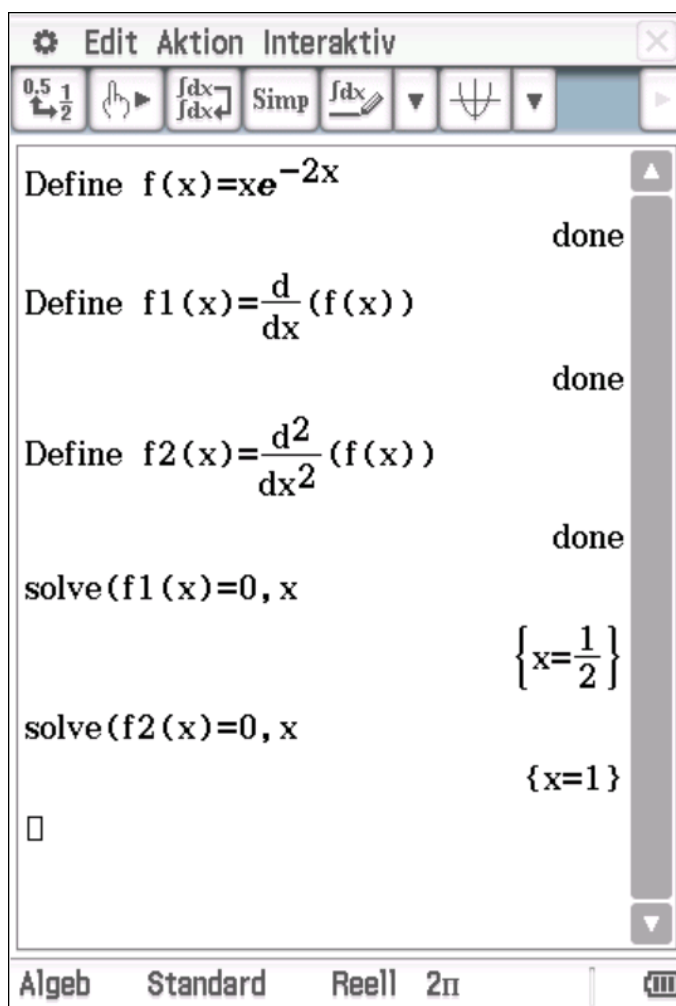 Edit Aktion Interaktiv
0.5 1/2 ∫dx ∫dx Simp ∫dx
Define f(x)=xe^-2x
done
Define f1(x)=d/dx(f(x))
done
Define f2(x)=d²/dx²(f(x))
done
solve(f1(x)=0,x
{x=1/2}
solve(f2(x)=0,x
{x=1}
Algeb Standard Reell 2π